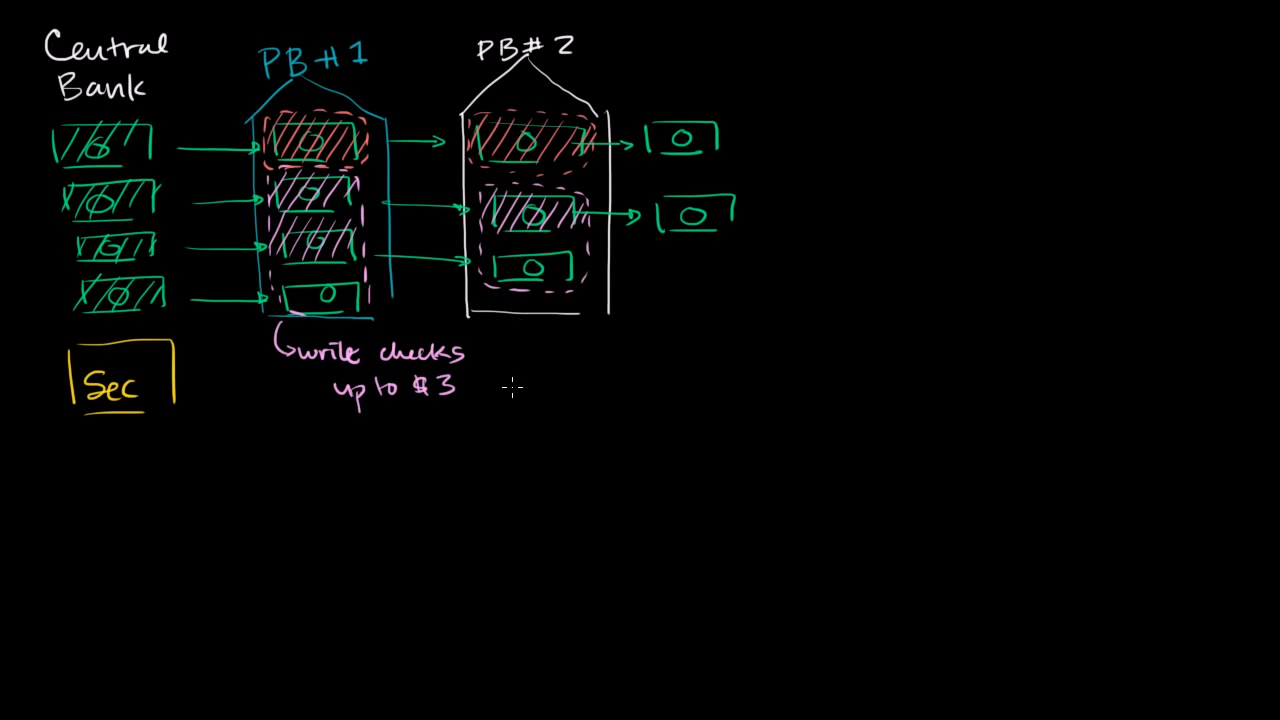 Central
Bank
PB#1
PB#2
Sec
write checks
up to $3